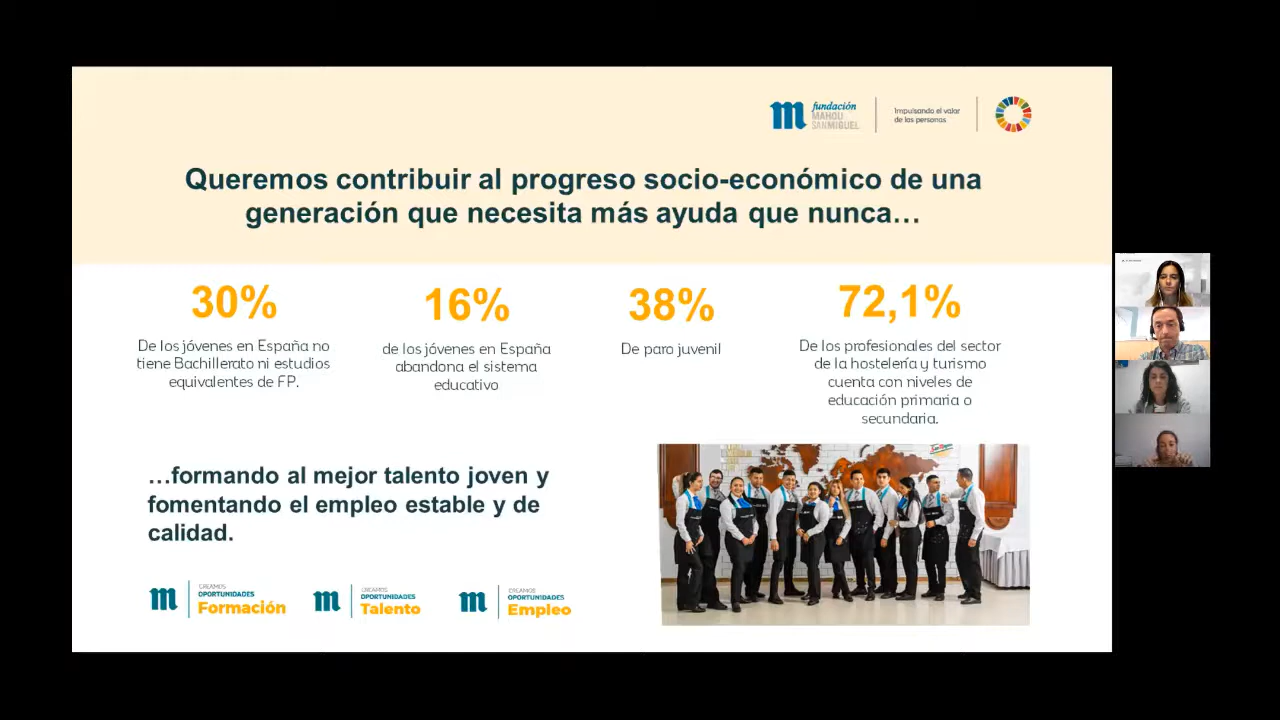 fundación
MAHOU
SANMIGUEL
Impulsando el valor
de las personas
Queremos contribuir al progreso socio-económico de una
generación que necesita más ayuda que nunca…
30%
De los jóvenes en España no
tiene Bachillerato ni estudios
equivalentes de FP.
16%
de los jóvenes en España
abandona el sistema
educativo
38%
De paro juvenil
72,1%
De los profesionales del sector
de la hostelería y turismo
cuenta con niveles de
educación primaria o
secundaria.
…formando al mejor talento joven y
fomentando el empleo estable y de
calidad.
CREAMOS
OPORTUNIDADES
Formación
CREAMOS
OPORTUNIDADES
Talento
CREAMOS
OPORTUNIDADES
Empleo